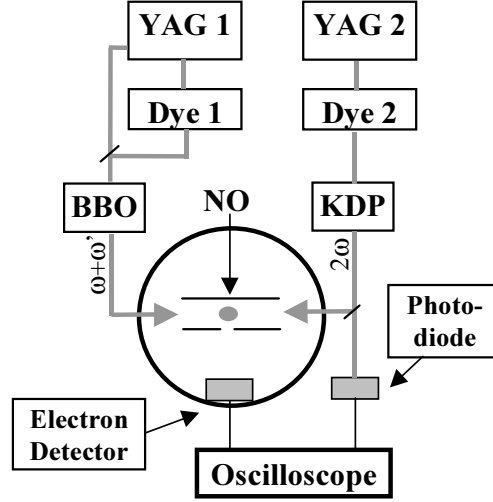 YAG 1
YAG 2
Dye 1
Dye 2
BBO
NO
KDP
ω+ω’
2ω
Photo-
diode
Electron
Detector
Oscilloscope